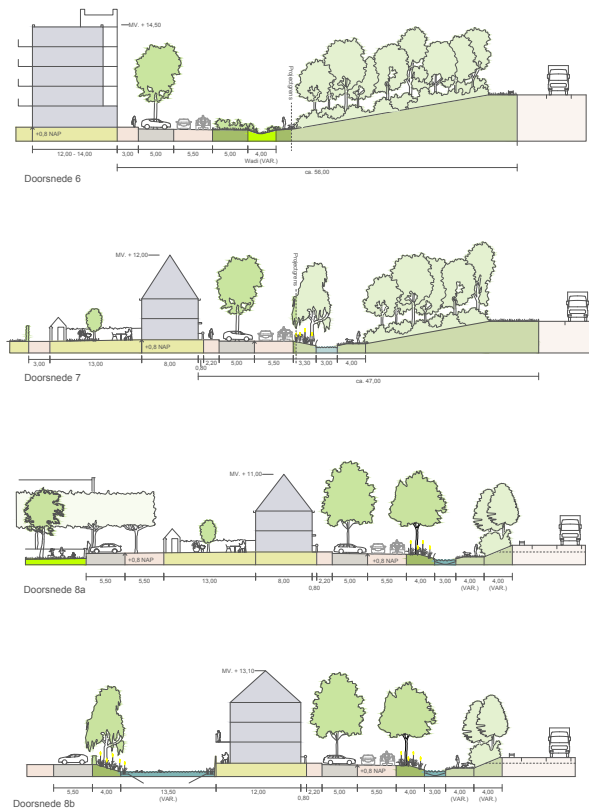 MV. + 14,50
Projectgrens
+0,8 NAP
12,00 - 14,00 3,00 5,00 5,50 5,00 4,00
Wadi (VAR.)
ca. 56,00
Doorsnede 6
MV. + 12,00
Projectgrens
+0,8 NAP
3,00 13,00 8,00 0,80 2,20 5,00 5,50 3,30 3,00 4,00
Doorsnede 7
ca. 47,00
MV. + 11,00
+0,8 NAP +0,8 NAP
5,50 5,50 13,00 8,00 0,80 2,20 5,00 5,50 4,00 3,00 4,00 4,00
(VAR.) (VAR.)
Doorsnede 8a
MV. + 13,10
+0,8 NAP
5,50 4,00 13,50 12,00 0,80 2,20 5,00 5,50 4,00 3,00 4,00 4,00
(VAR.) (VAR.) (VAR.)
Doorsnede 8b